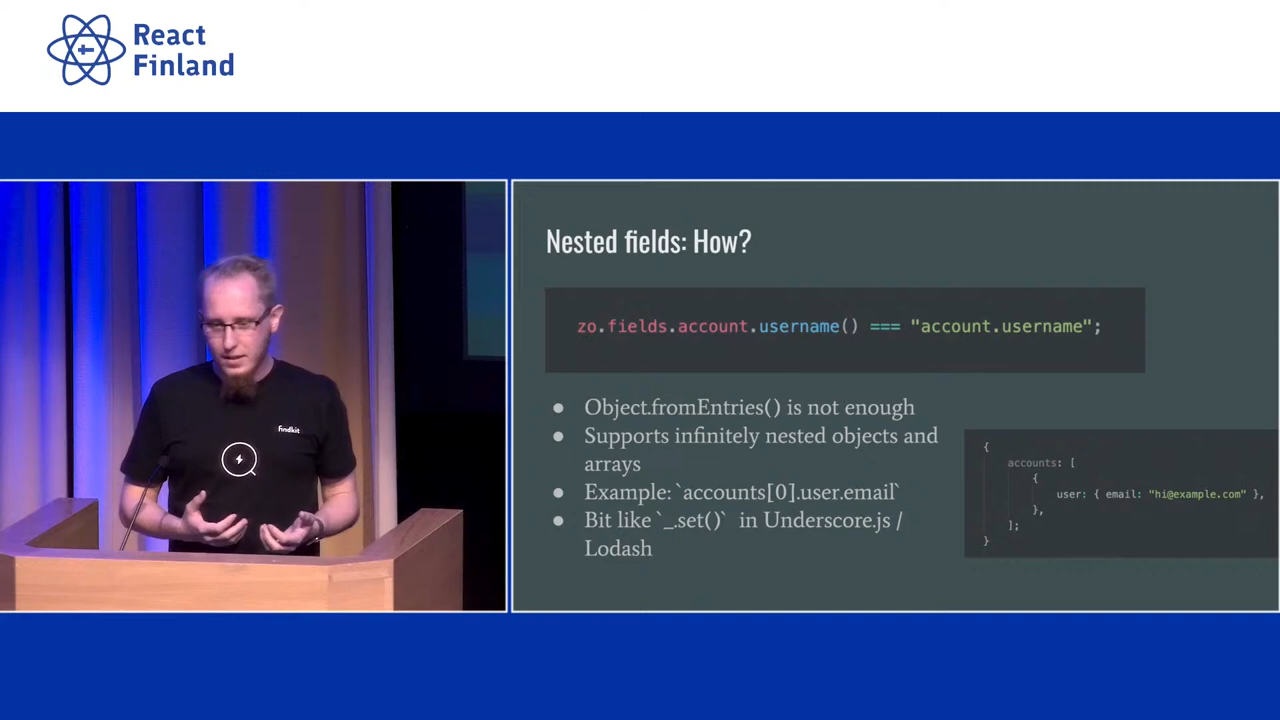 React
Finland
findkit
Nested fields: How?
zo.fields.account.username() === "account.username";
● Object.fromEntries() is not enough
● Supports infinitely nested objects and
arrays
● Example: `accounts[0].user.email`
● Bit like `_.set()` in Underscore.js /
Lodash
{
accounts: [
{
user: { email: "hi@example.com" },
},
];
}